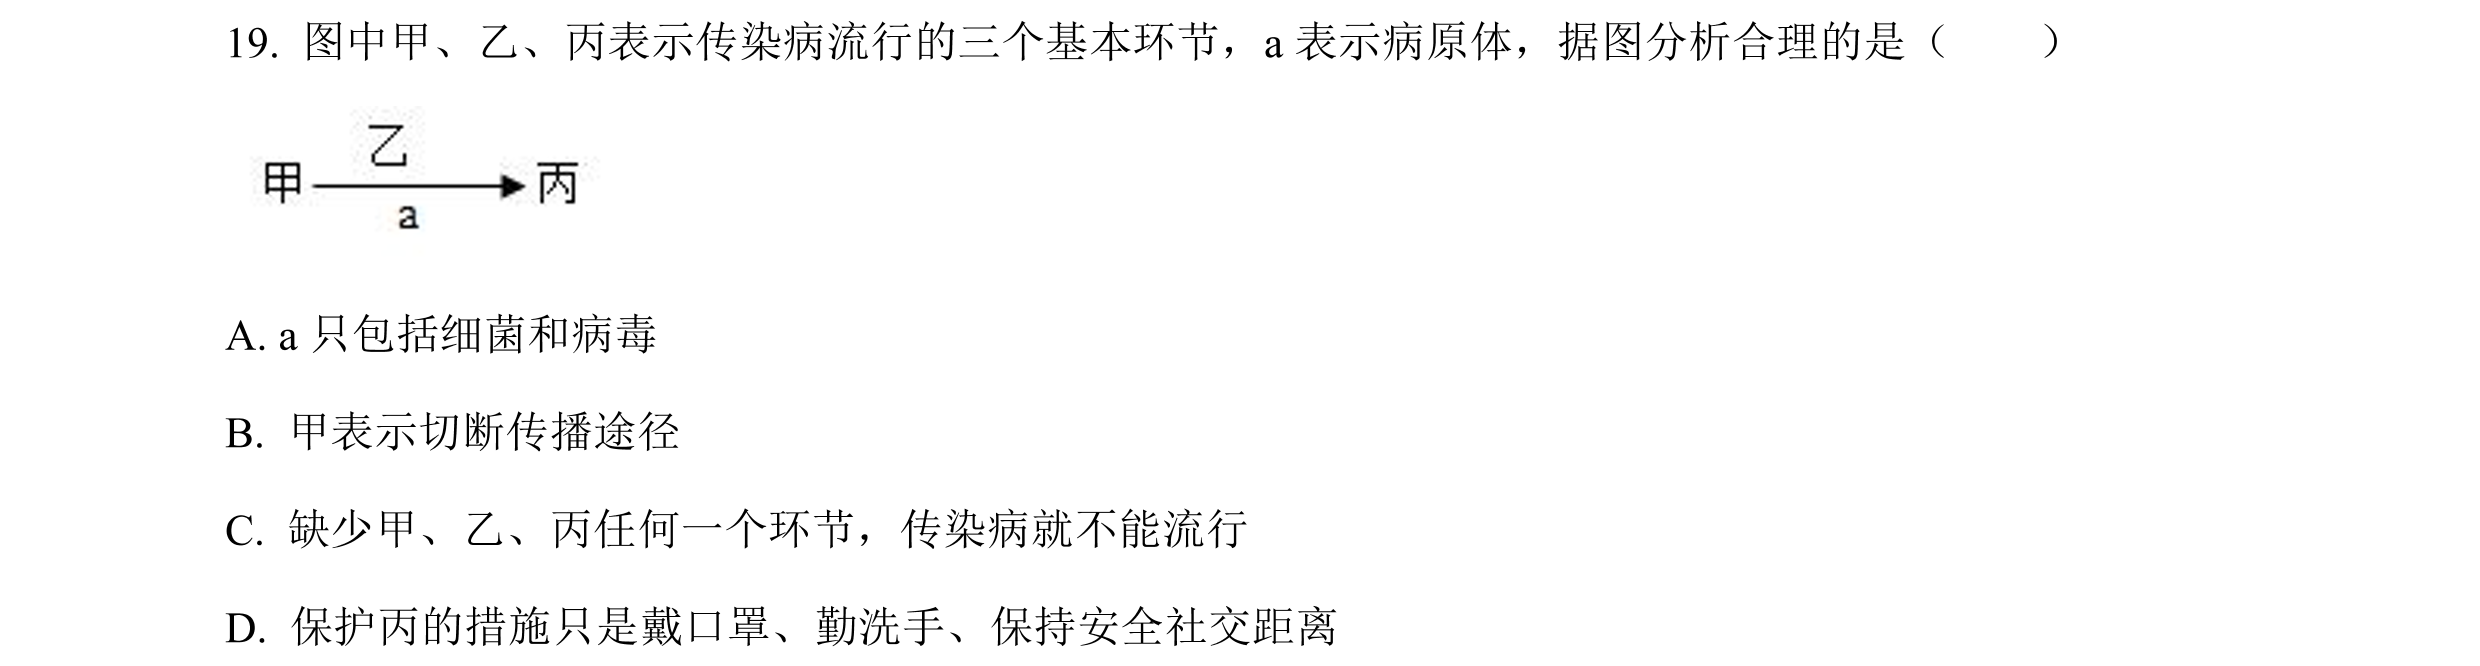 19. 图中甲、乙、丙表示传染病流行的三个基本环节，a 表示病原体，据图分析合理的是（　　）
乙
甲 丙
a
A. a 只包括细菌和病毒
B. 甲表示切断传播途径
C. 缺少甲、乙、丙任何一个环节，传染病就不能流行
D. 保护丙的措施只是戴口罩、勤洗手、保持安全社交距离